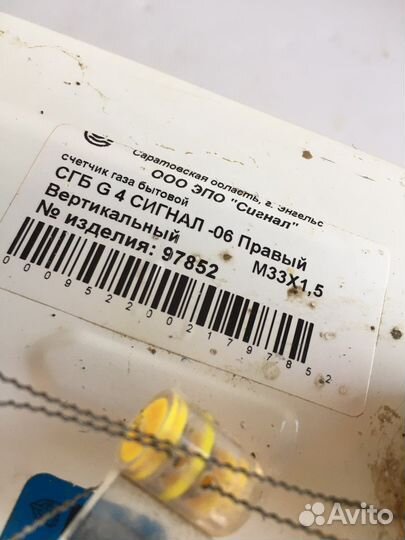 Саратовская область, г. Энгельс
ООО ЭПО "Сигнал"
счетчик газа бытовой
СГБ G 4 СИГНАЛ -06 Правый
Вертикальный М33Х1,5
№ изделия: 97852
0009522002179785 2
Avito